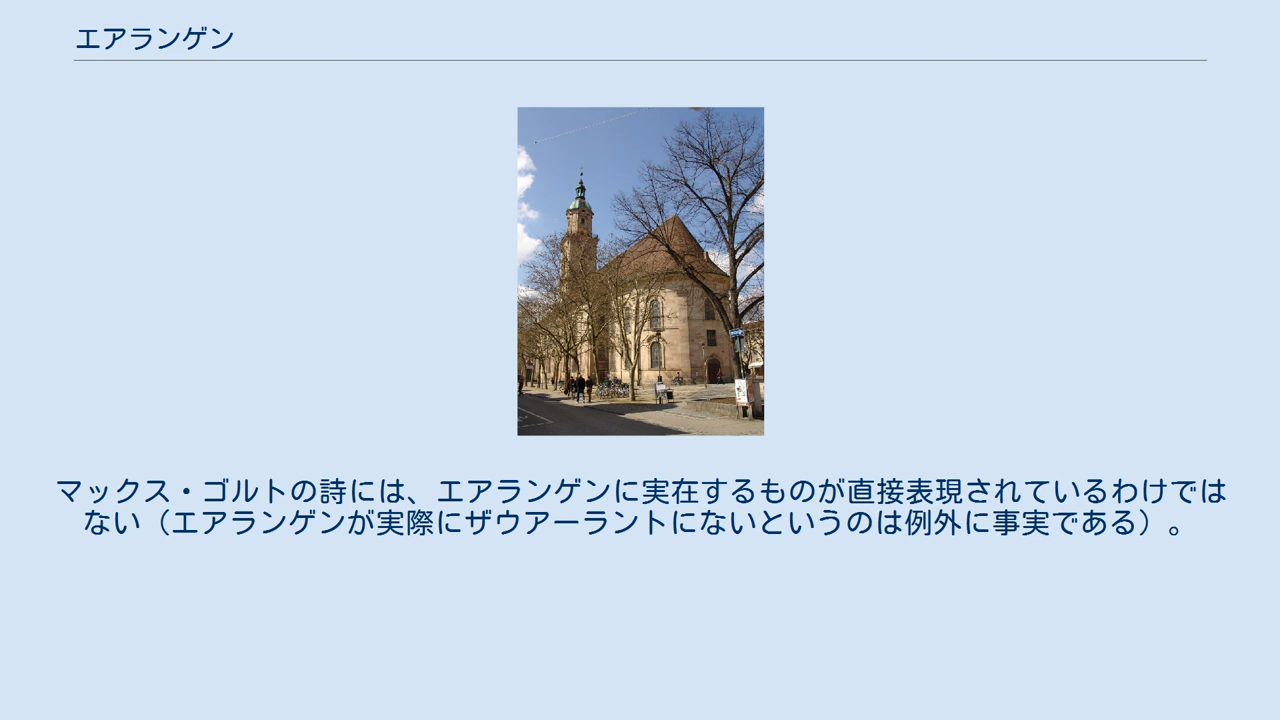 エアランゲン
マックス・ゴルトの詩には、エアランゲンに実在するものが直接表現されているわけでは
ない（エアランゲンが実際にザウアーラントにないというのは例外に事実である）。